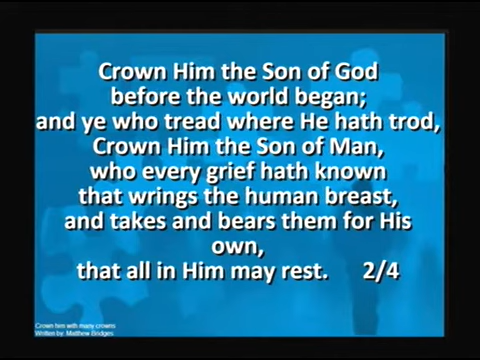 Crown Him the Son of God
before the world began;
and ye who tread where He hath trod,
Crown Him the Son of Man,
who every grief hath known
that wrings the human breast,
and takes and bears them for His
own,
that all in Him may rest. 2/4
Crown him with many crowns
Written by: Matthew Bridges